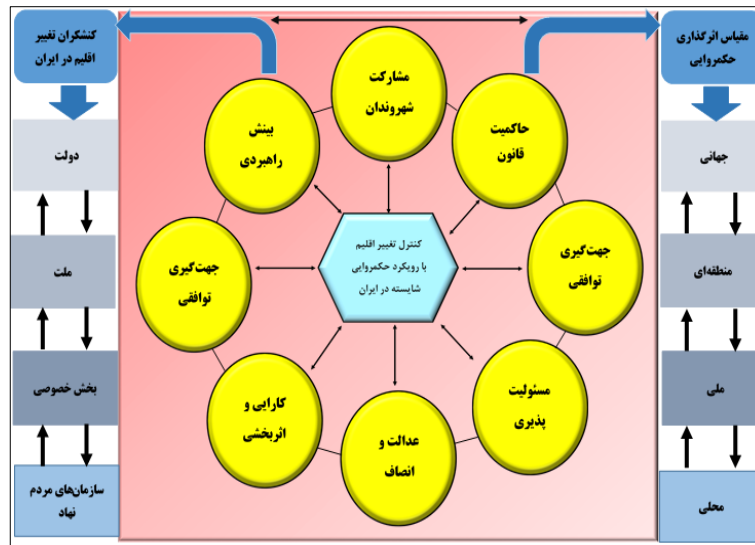 مقیاس اثرگذاری
حکمروایی
جهانی
منطقه‌ای
ملی
محلی
مشارکت
شهروندان
حاکمیت
قانون
جهت‌گیری
توافقی
مسئولیت
پذیری
عدالت و
انصاف
کارایی و
اثربخشی
جهت‌گیری
توافقی
بینش
راهبردی
کنترل تغییر اقلیم
با رویکرد حکمروایی
شایسته در ایران
کنشگران تغییر
اقلیم در ایران
دولت
ملت
بخش خصوصی
سازمان‌های مردم
نهاد